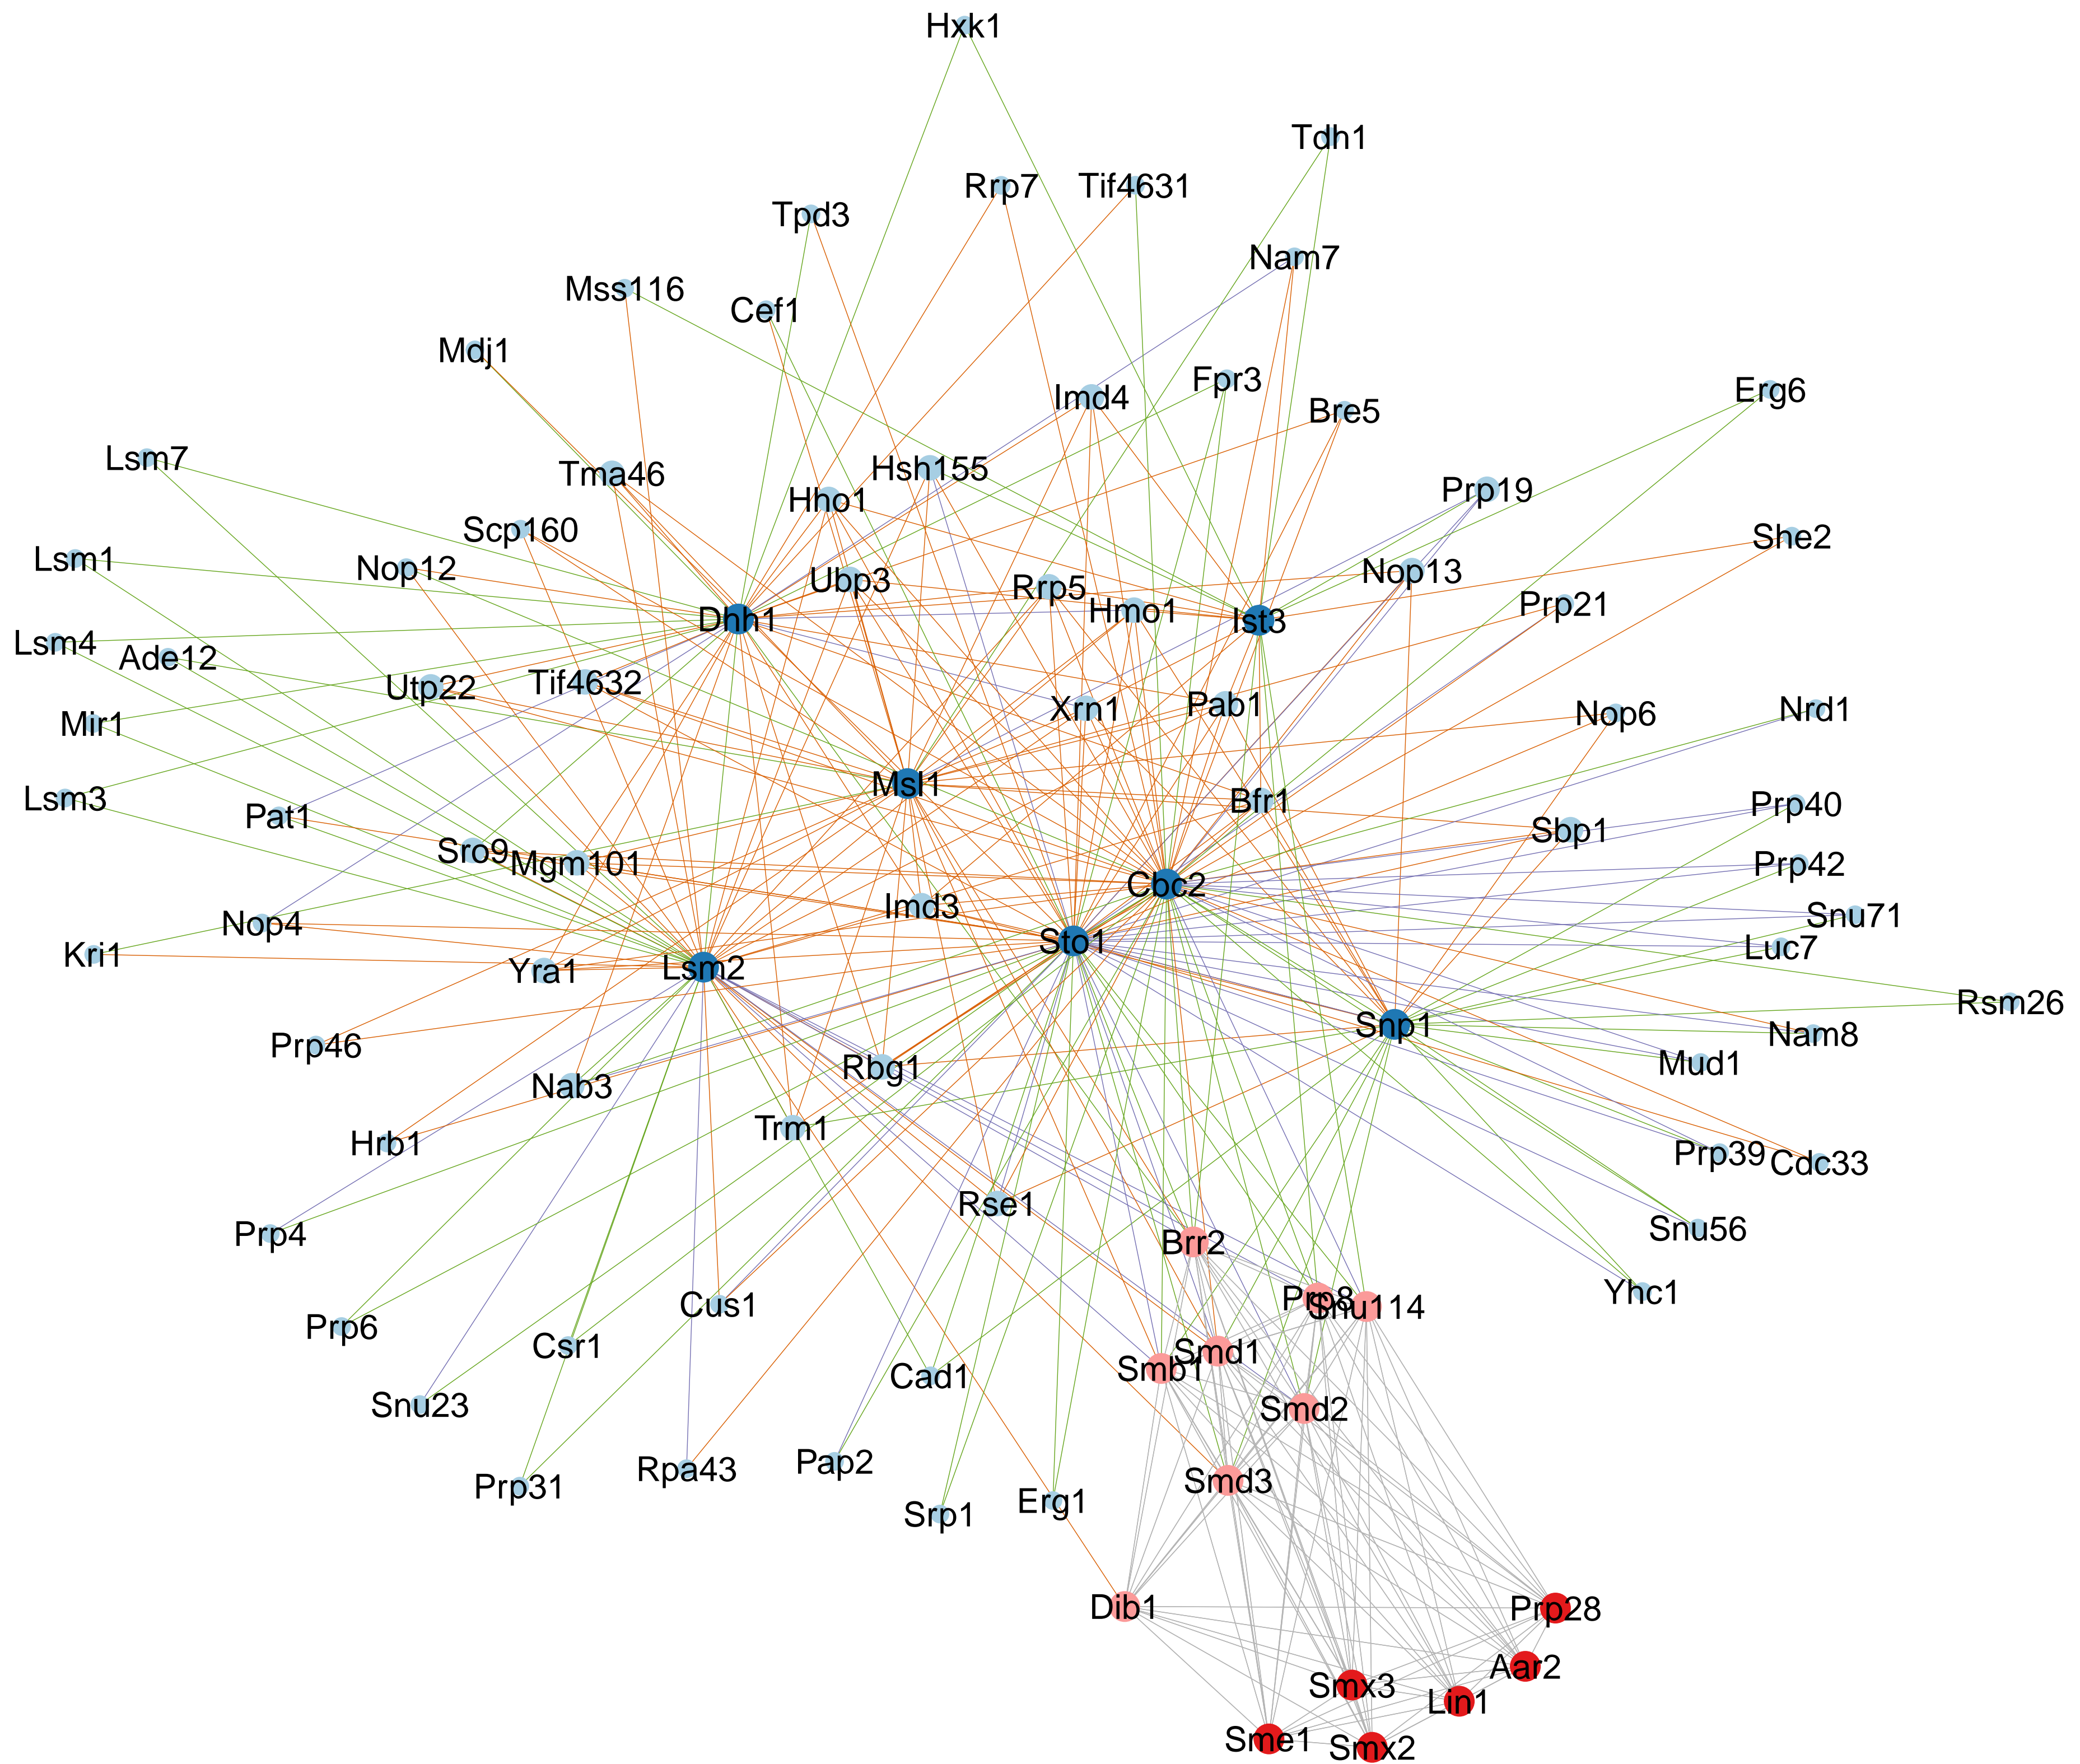 Hxk1
Tdh1
Rrp7
Tif4631
Tpd3
Nam7
Mss116
Cef1
Mdj1
Imd4
Fpr3
Bre5
Erg6
Lsm7
Tma46
Hsh155
Hho1
Prp19
Scp160
She2
Lsm1
Nop12
Ubp3
Rrp5
Hmo1
Nop13
Prp21
Dhh1
Ist3
Lsm4
Ade12
Utp22
Tif4632
Xrn1
Pab1
Nop6
Nrd1
Mir1
Msl1
Bfr1
Lsm3
Pat1
Sbp1
Prp40
Sro9
Mgm101
Prp42
Imd3
Cbc2
Snu71
Nop4
Sto1
Luc7
Kri1
Yra1
Lsm2
Rsm26
Snp1
Nam8
Prp46
Mud1
Rbg1
Nab3
Hrb1
Trm1
Prp39
Cdc33
Rse1
Prp4
Snu56
Brr2
Yhc1
Prp8
Snu114
Cus1
Prp6
Csr1
Smd1
Smb1
Cad1
Snu23
Smd2
Rpa43
Pap2
Prp31
Smd3
Srp1
Erg1
Dib1
Prp28
Aar2
Smx3
Lin1
Sme1
Smx2